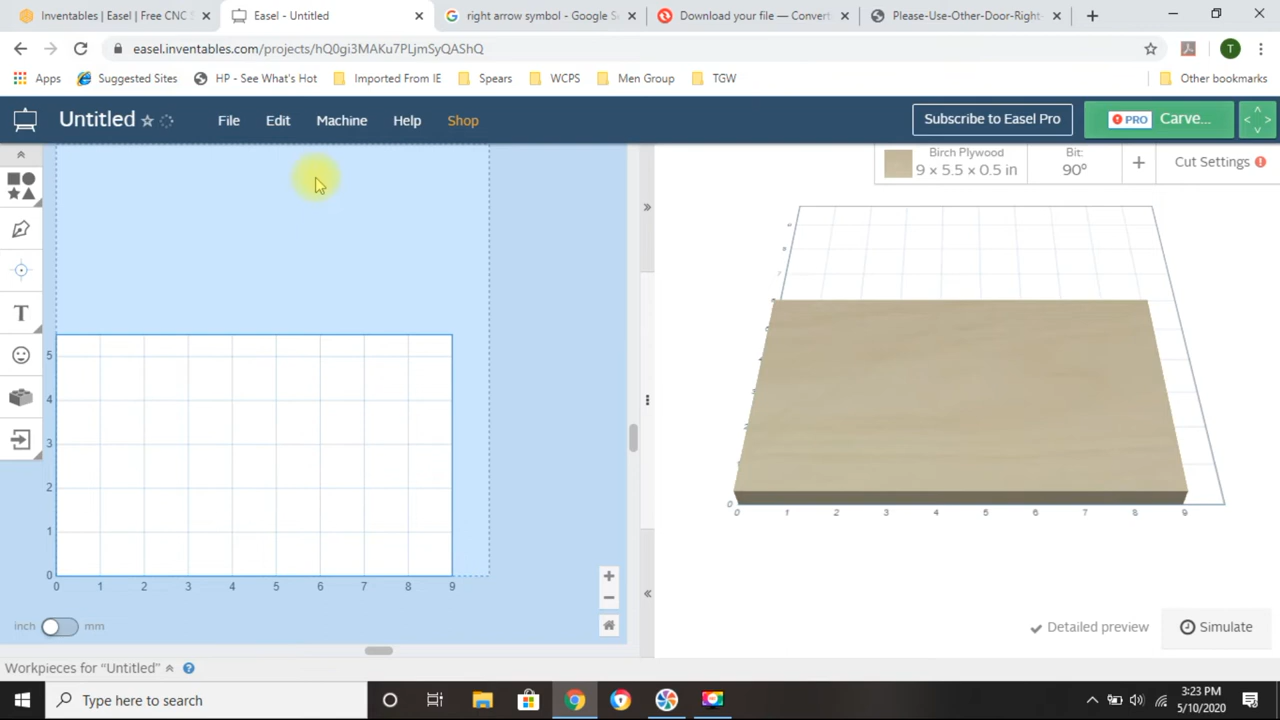 Inventables | Easel | Free CNC S
Easel - Untitled
right arrow symbol - Google Se
Download your file — Convert
Please-Use-Other-Door-Right-
easel.inventables.com/projects/hQ0gi3MAKu7PLjmSyQAShQ
T
Apps
Suggested Sites
HP - See What's Hot
Imported From IE
Spears
WCPS
Men Group
TGW
Other bookmarks
Untitled
File
Edit
Machine
Help
Shop
Subscribe to Easel Pro
PRO
Carve...
Birch Plywood
9 × 5.5 × 0.5 in
Bit:
90°
Cut Settings
T
5
4
3
2
1
0
0 1 2 3 4 5 6 7 8 9
0
0 1 2 3 4 5 6 7 8 9
inch
mm
Detailed preview
Simulate
Workpieces for "Untitled"
Type here to search
3:23 PM
5/10/2020